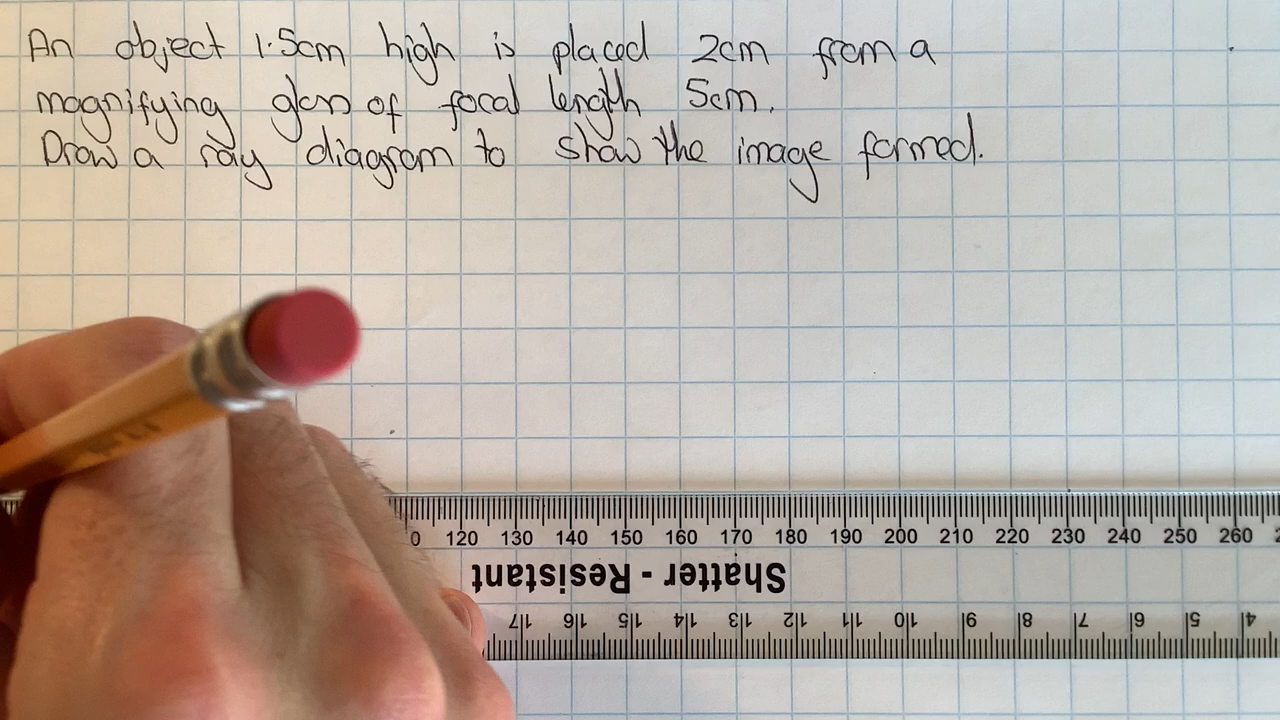 An object 1.5cm high is placed 2cm from a
magnifying glass of focal length 5cm.
Draw a ray diagram to show the image formed.
0 120 130 140 150 160 170 180 190 200 210 220 230 240 250 260
Shatter - Resistant
17 16 15 14 13 12 11 10 9 8 7 6 5 4